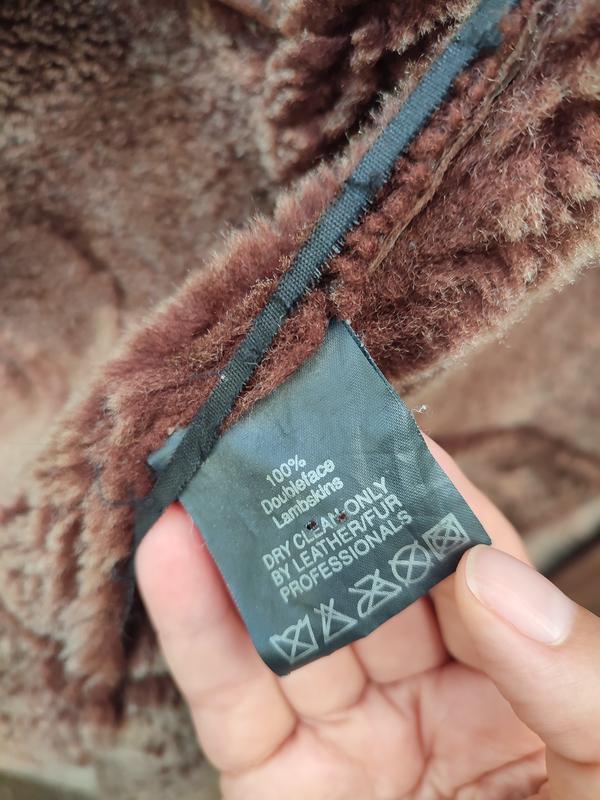 100%
Doubleface
Lambskins
DRY CLEAN ONLY
BY LEATHER/FUR
PROFESSIONALS